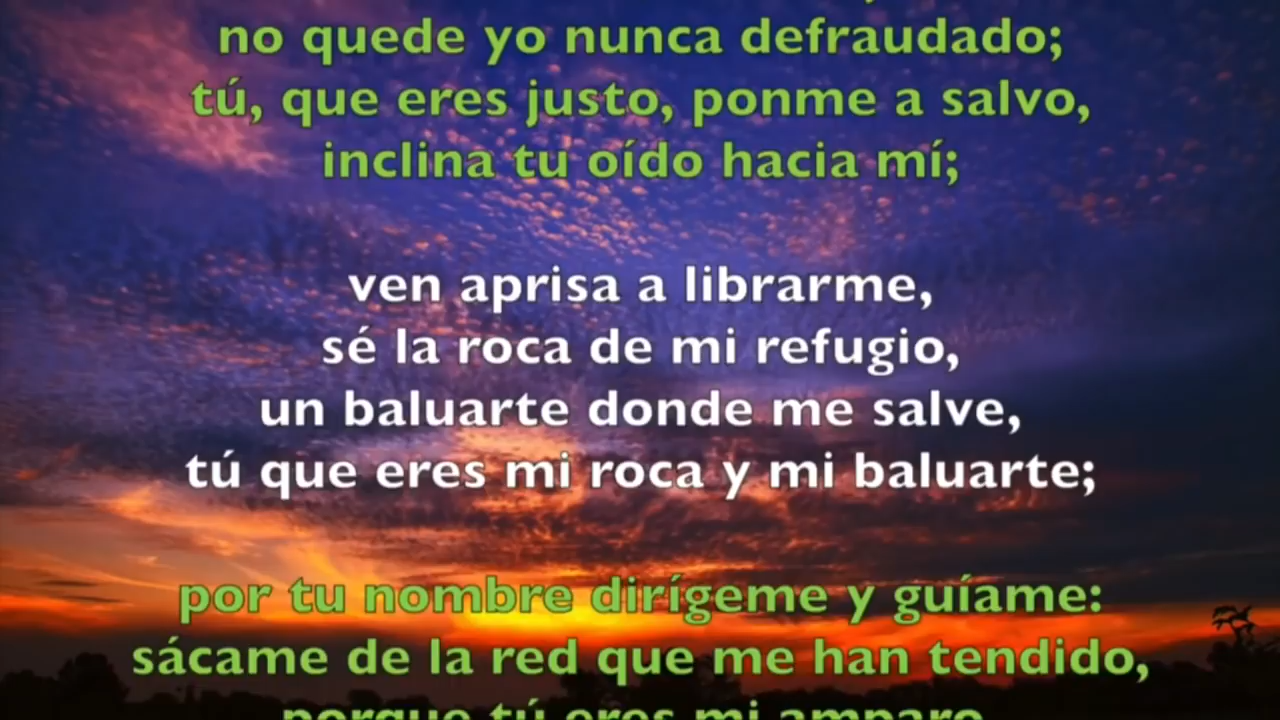 no quede yo nunca defraudado;
tú, que eres justo, ponme a salvo,
inclina tu oído hacia mí;
ven aprisa a librarme,
sé la roca de mi refugio,
un baluarte donde me salve,
tú que eres mi roca y mi baluarte;
por tu nombre dirígeme y guíame:
sácame de la red que me han tendido,
porque tú eres mi amparo